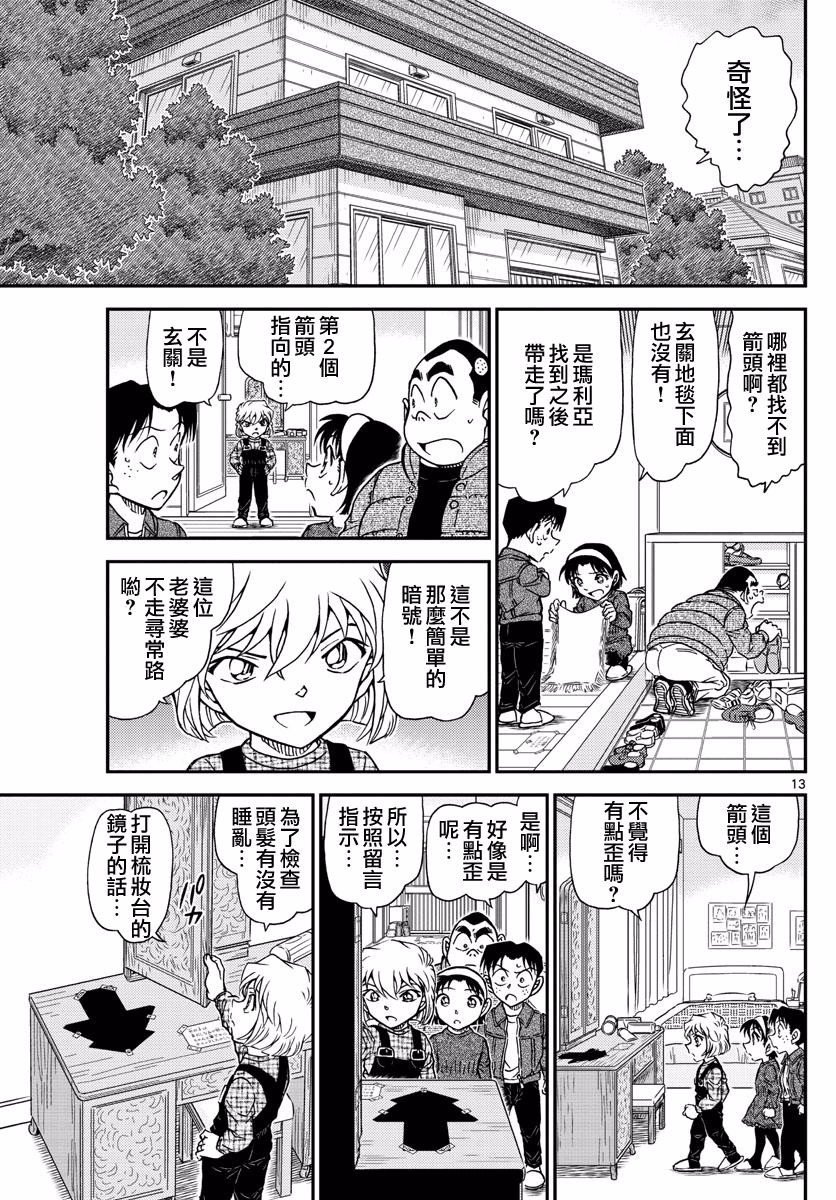 奇怪了…
哪裡都找不到
箭頭啊?
玄關地毯下面
也沒有!
是瑪利亞
找到之後
帶走了嗎?
第2個
箭頭
指向的…
不是
玄關!
這不是
那麼簡單的
暗號!
這位
老婆婆
不走尋常路
喲?
13
這個
箭頭…
不覺得
有點歪嗎?
是啊…
好像是
有點歪
呢…
所以…
按照留言
指示…
為了檢查
頭髮有沒有
睡亂…
打開梳妝台的
鏡子的話…